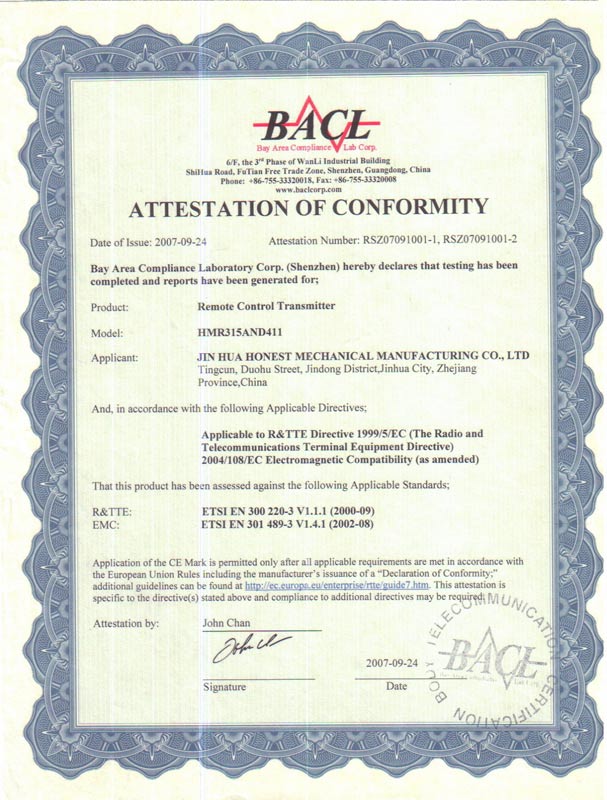 BACL
Bay Area Compliance Lab Corp.
6/F, the 3rd Phase of WanLi Industrial Building
ShiHua Road, FuTian Free Trade Zone, Shenzhen, Guangdong, China
Phone: +86-755-33320018, Fax: +86-755-33320008
www.baclcorp.com
ATTESTATION OF CONFORMITY
Date of Issue: 2007-09-24 Attestation Number: RSZ07091001-1, RSZ07091001-2
Bay Area Compliance Laboratory Corp. (Shenzhen) hereby declares that testing has been
completed and reports have been generated for;
Product: Remote Control Transmitter
Model: HMR315AND411
Applicant: JIN HUA HONEST MECHANICAL MANUFACTURING CO., LTD
Tingcun, Duohu Street, Jindong District,Jinhua City, Zhejiang
Province,China
And, in accordance with the following Applicable Directives;
Applicable to R&TTE Directive 1999/5/EC (The Radio and
Telecommunications Terminal Equipment Directive)
2004/108/EC Electromagnetic Compatibility (as amended)
That this product has been assessed against the following Applicable Standards;
R&TTE: ETSI EN 300 220-3 V1.1.1 (2000-09)
EMC: ETSI EN 301 489-3 V1.4.1 (2002-08)
Application of the CE Mark is permitted only after all applicable requirements are met in accordance with
the European Union Rules including the manufacturer's issuance of a "Declaration of Conformity;"
additional guidelines can be found at http://ec.europa.eu/enterprise/rtte/guide7.htm. This attestation is
specific to the directive(s) stated above and compliance to additional directives may be required.
Attestation by: John Chan
John Ch
Signature
2007-09-24
Date
TELECOMMUNICATION CERTIFICATION BODY
BACL